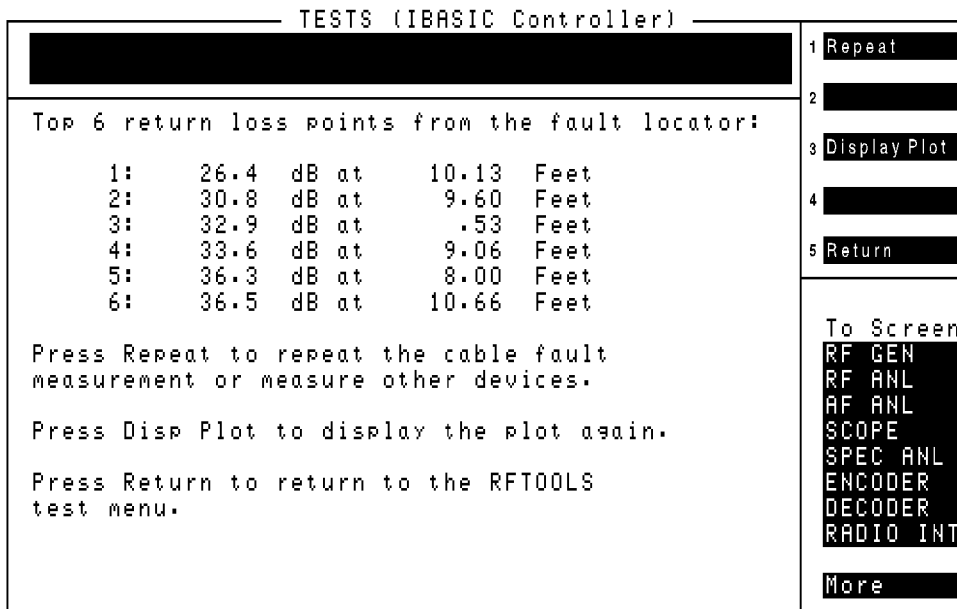 TESTS (IBASIC Controller)
Top 6 return loss points from the fault locator:
1: 26.4 dB at 10.13 Feet
2: 30.8 dB at 9.60 Feet
3: 32.9 dB at .53 Feet
4: 33.6 dB at 9.06 Feet
5: 36.3 dB at 8.00 Feet
6: 36.5 dB at 10.66 Feet
Press Repeat to repeat the cable fault
measurement or measure other devices.
Press Disp Plot to display the plot again.
Press Return to return to the RFTOOLS
test menu.
1 Repeat
2
3 Display Plot
4
5 Return
To Screen
RF GEN
RF ANL
AF ANL
SCOPE
SPEC ANL
ENCODER
DECODER
RADIO INT
More